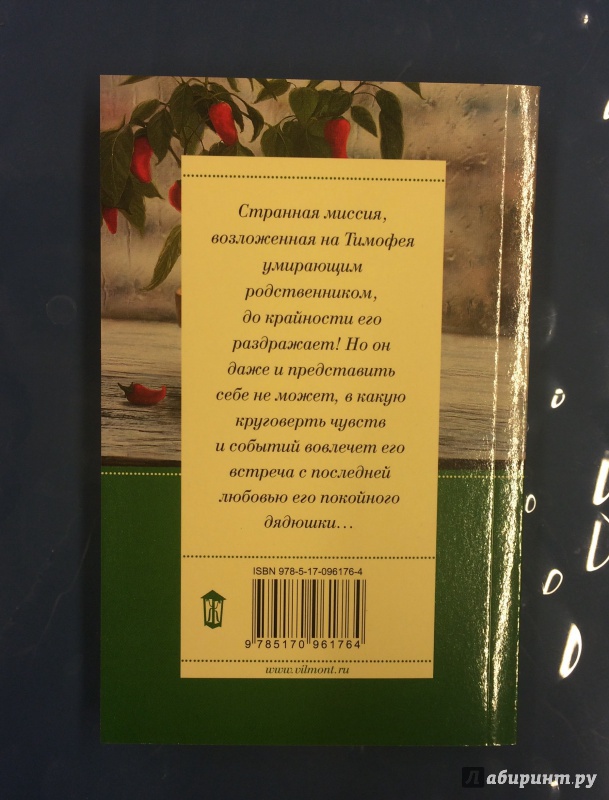 Странная миссия,
возложенная на Тимофея
умирающим
родственником,
до крайности его
раздражает! Но он
даже и представить
себе не может, в какую
круговерть чувств
и событий вовлечет его
встреча с последней
любовью его покойного
дядюшки...
ISBN 978-5-17-096176-4
Ж
9 785170 961764
www.vilmont.ru
Лабиринт.ру